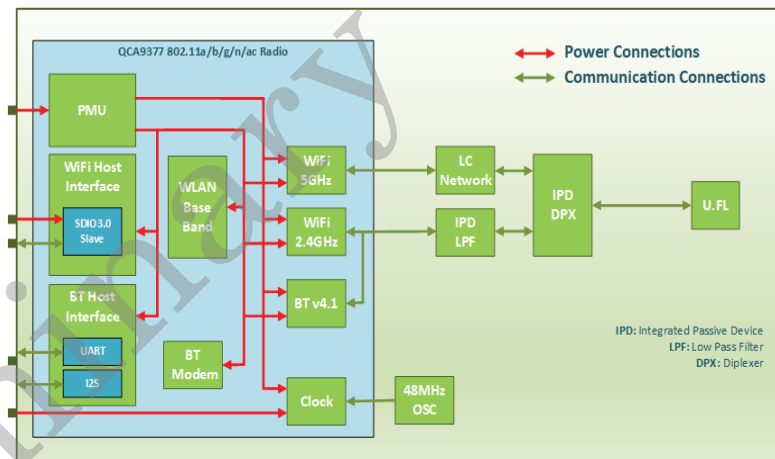 QCA9377 802.11a/b/g/n/ac Radio
Power Connections
Communication Connections
PMU
WiFi Host
Interface
SDIO3.0
Slave
WLAN
Base
Band
WiFi
5GHz
LC
Network
IPD
DPX
U.FL
WiFi
2.4GHz
IPD
LPF
BT Host
Interface
UART
I2S
BT v4.1
BT
Modem
Clock
48MHz
OSC
IPD: Integrated Passive Device
LPF: Low Pass Filter
DPX: Diplexer
inary